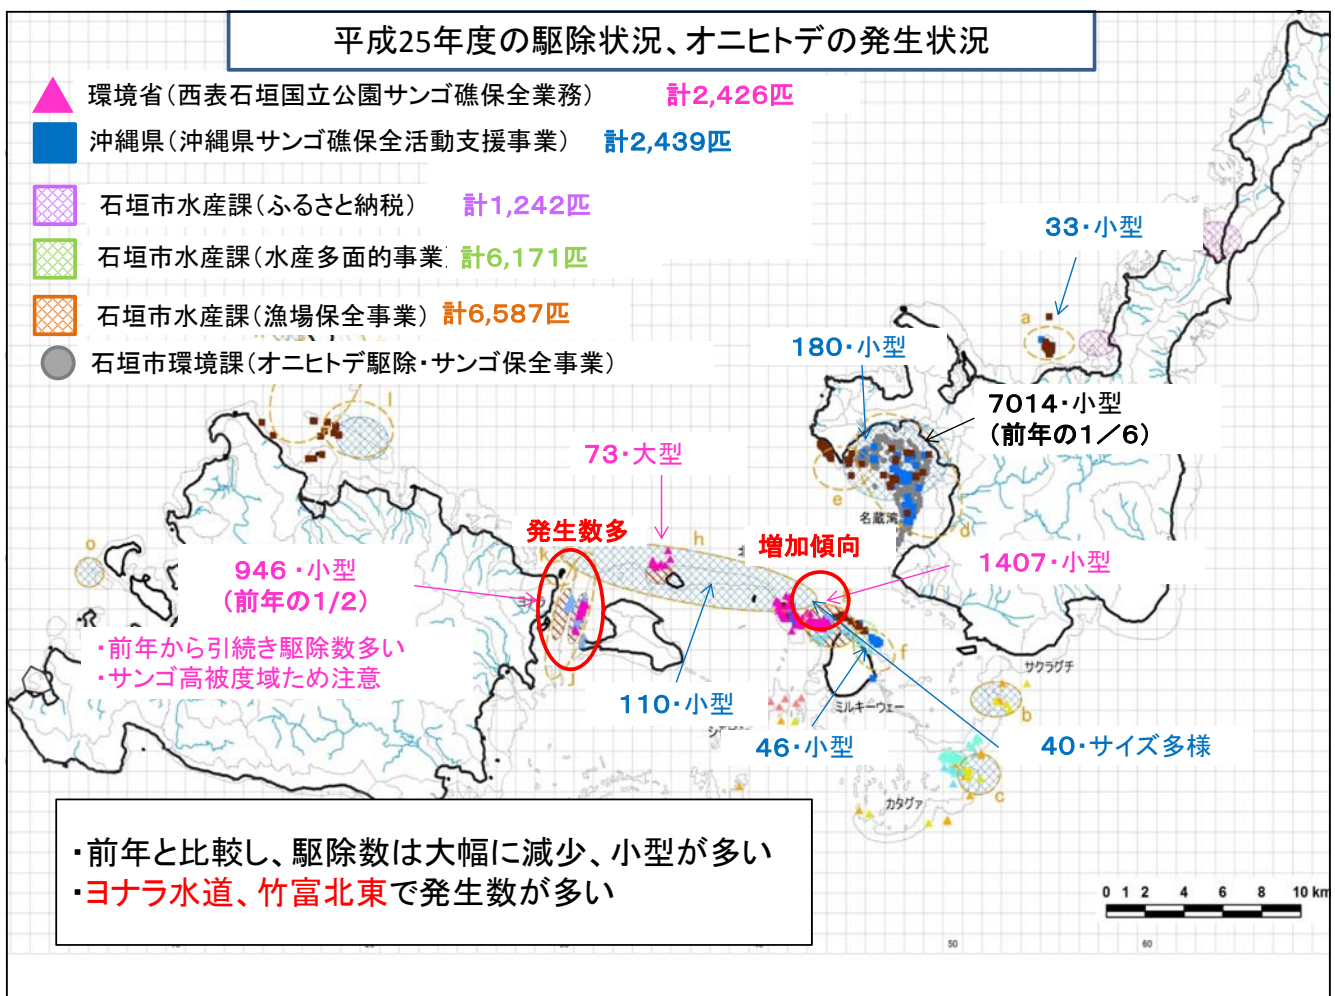 平成25年度の駆除状況、オニヒトデの発生状況
環境省（西表石垣国立公園サンゴ礁保全業務） 計2,426匹
沖縄県（沖縄県サンゴ礁保全活動支援事業） 計2,439匹
石垣市水産課（ふるさと納税） 計1,242匹
石垣市水産課（水産多面的事業 計6,171匹
石垣市水産課（漁場保全事業） 計6,587匹
石垣市環境課（オニヒトデ駆除・サンゴ保全事業）
33・小型
a
180・小型
7014・小型
（前年の1／6）
l
73・大型
e
名蔵湾
d
発生数多
h
増加傾向
o
k
946・小型
（前年の1/2）
1407・小型
・前年から引続き駆除数多い
・サンゴ高被度域ため注意
j
f
サクラグチ
110・小型
ミルキーウェー
b
46・小型
40・サイズ多様
c
カタグァ
・前年と比較し、駆除数は大幅に減少、小型が多い
・ヨナラ水道、竹富北東で発生数が多い
0 1 2 4 6 8 10 km
50 60